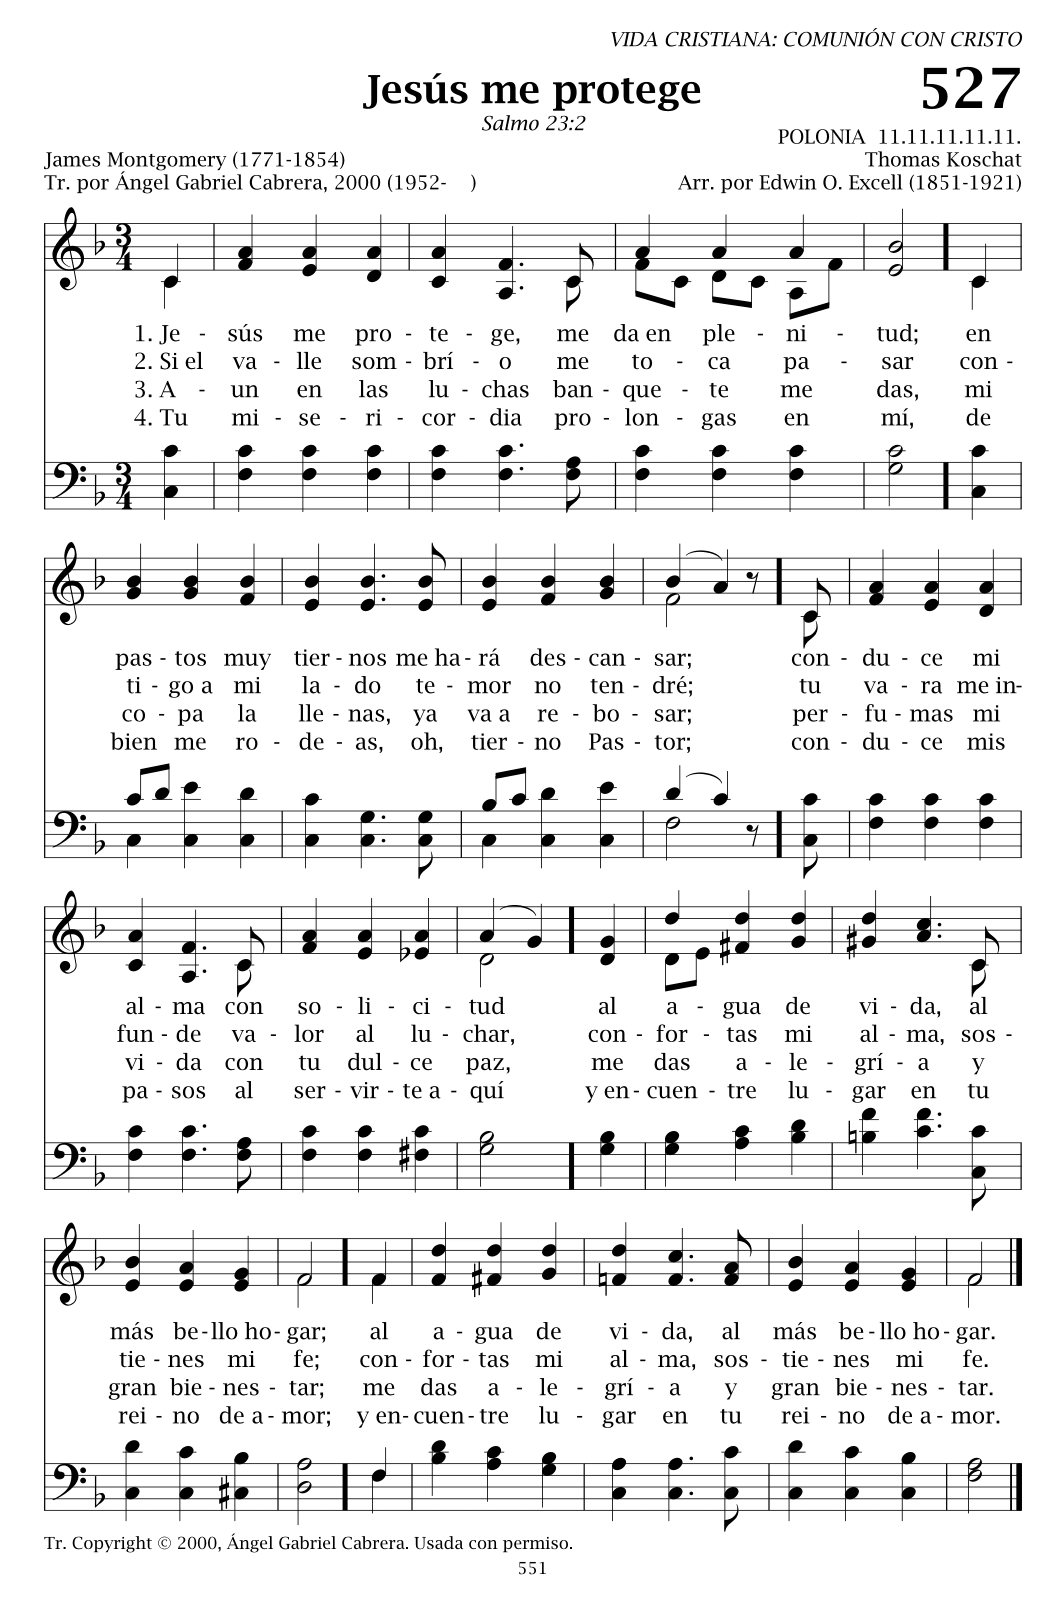 VIDA CRISTIANA: COMUNIÓN CON CRISTO
Jesús me protege
527
Salmo 23:2
POLONIA 11.11.11.11.11.
James Montgomery (1771-1854)
Thomas Koschat
Tr. por Ángel Gabriel Cabrera, 2000 (1952- )
Arr. por Edwin O. Excell (1851-1921)
1. Je - sús me pro - te - ge, me da en ple - ni - tud; en
2. Si el va - lle som - brí - o me to - ca pa - sar con -
3. A - un en las lu - chas ban - que - te me das, mi
4. Tu mi - se - ri - cor - dia pro - lon - gas en mí, de
pas - tos muy tier - nos me ha - rá des - can - sar; con - du - ce mi
ti - go a mi la - do te - mor no ten - dré; tu va - ra me in-
co - pa la lle - nas, ya va a re - bo - sar; per - fu - mas mi
bien me ro - de - as, oh, tier - no Pas - tor; con - du - ce mis
al - ma con so - li - ci - tud al a - gua de vi - da, al
fun - de va - lor al lu - char, con - for - tas mi al - ma, sos -
vi - da con tu dul - ce paz, me das a - le - grí - a y
pa - sos al ser - vir - te a - quí y en - cuen - tre lu - gar en tu
más be - llo ho - gar; al a - gua de vi - da, al más be - llo ho - gar.
tie - nes mi fe; con - for - tas mi al - ma, sos - tie - nes mi fe.
gran bie - nes - tar; me das a - le - grí - a y gran bie - nes - tar.
rei - no de a - mor; y en - cuen - tre lu - gar en tu rei - no de a - mor.
Tr. Copyright © 2000, Ángel Gabriel Cabrera. Usada con permiso.
551